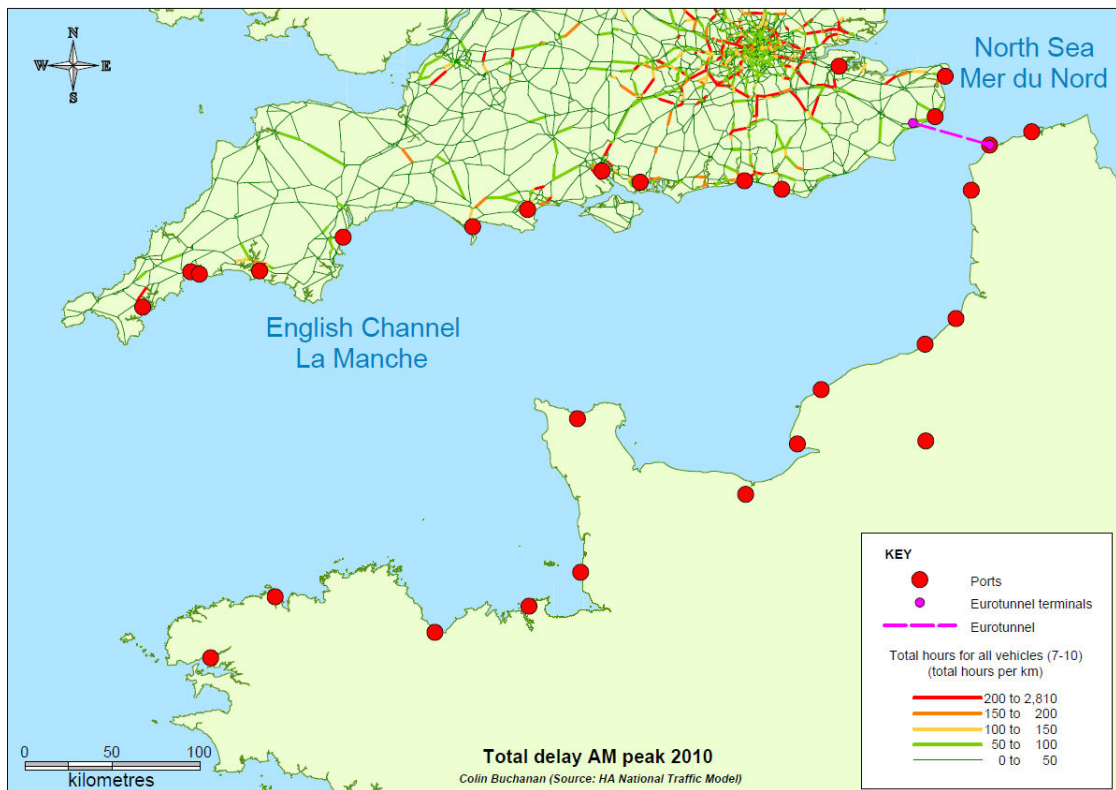 N
W E
S
North Sea
Mer du Nord
English Channel
La Manche
KEY
Ports
Eurotunnel terminals
Eurotunnel
Total hours for all vehicles (7-10)
(total hours per km)
200 to 2,810
150 to 200
100 to 150
50 to 100
0 to 50
0 50 100
kilometres
Total delay AM peak 2010
Colin Buchanan (Source: HA National Traffic Model)